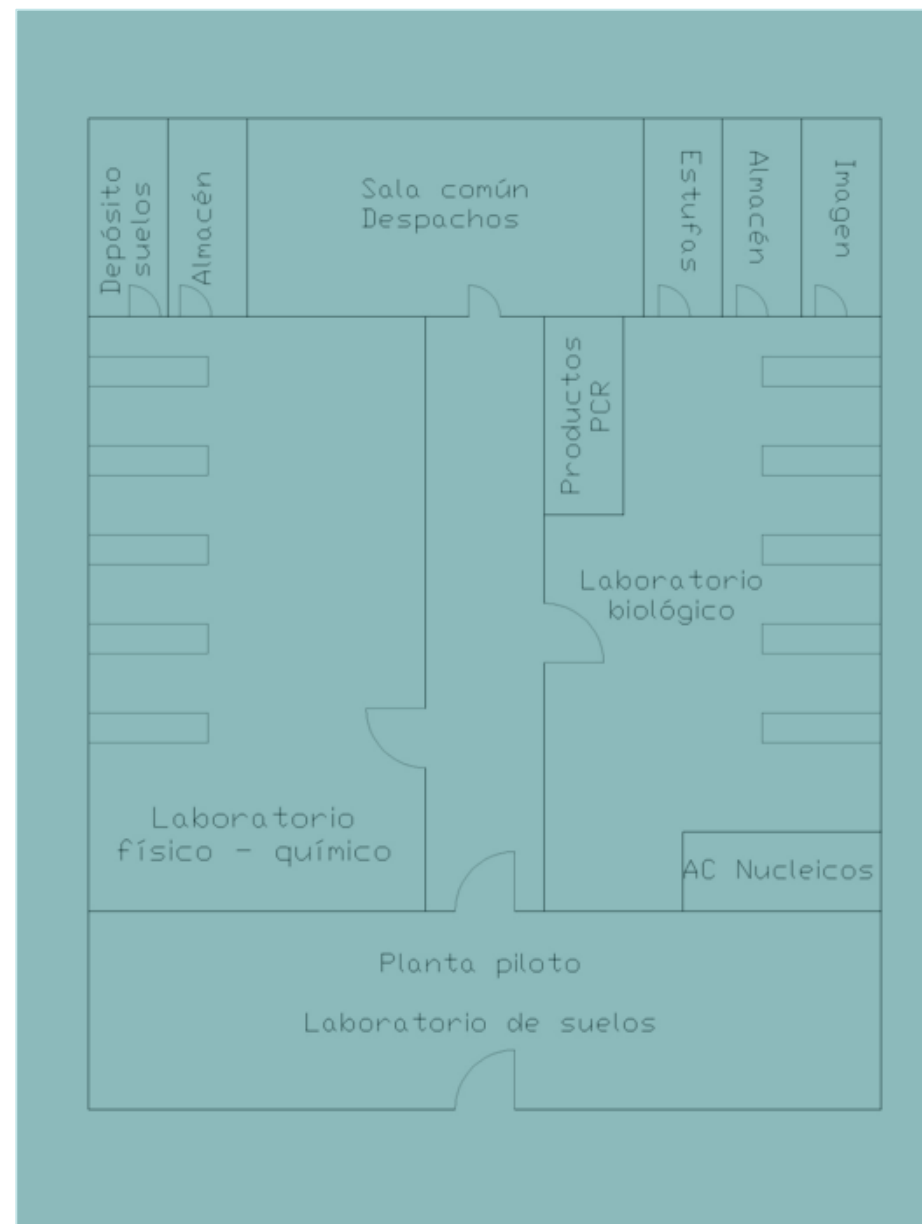 Depósito
suelos
Almacén
Sala común
Despachos
Estufas
Almacén
Imagen
Productos
PCR
Laboratorio
biológico
Laboratorio
físico - químico
AC Nucleicos
Planta piloto
Laboratorio de suelos